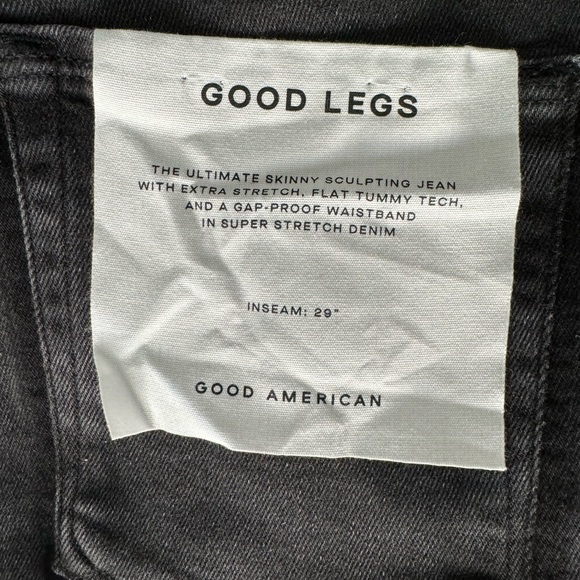 GOOD LEGS
THE ULTIMATE SKINNY SCULPTING JEAN
WITH EXTRA STRETCH, FLAT TUMMY TECH,
AND A GAP-PROOF WAISTBAND
IN SUPER STRETCH DENIM
INSEAM: 29"
GOOD AMERICAN